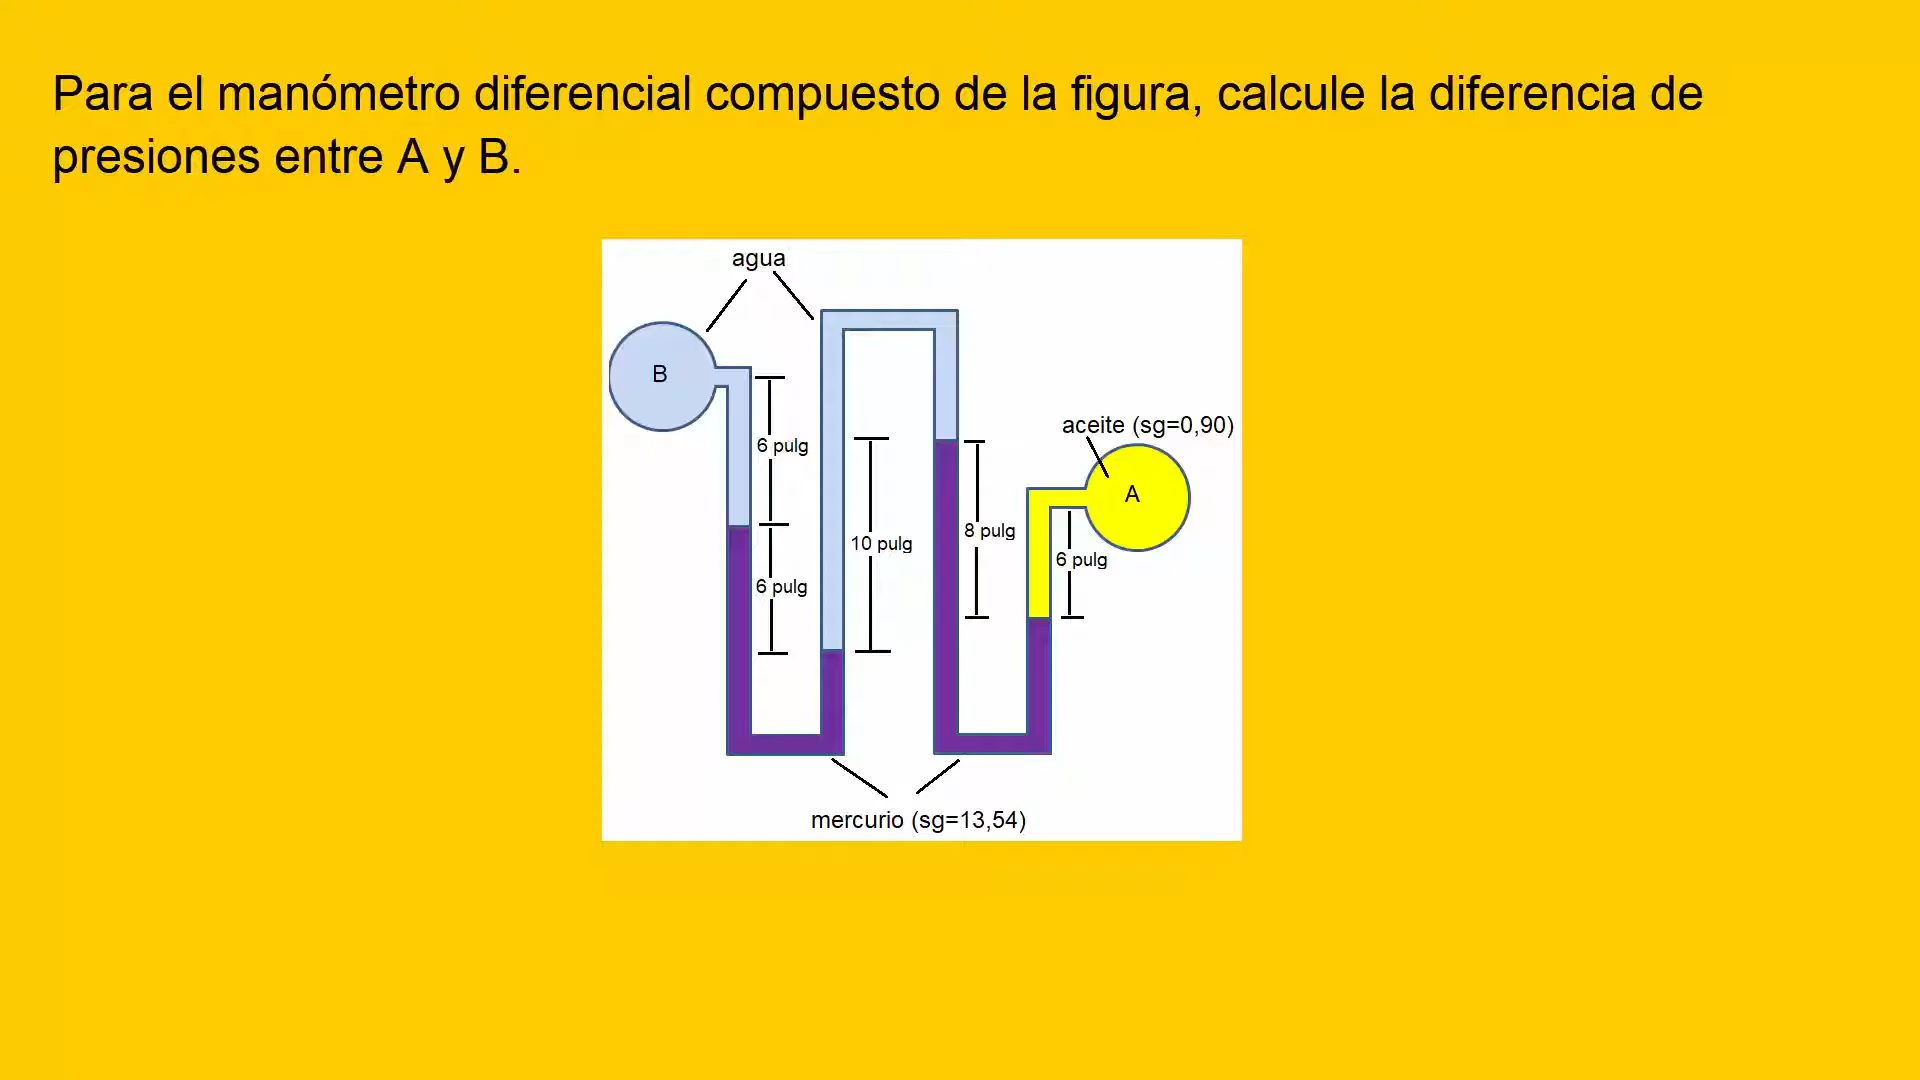 Para el manómetro diferencial compuesto de la figura, calcule la diferencia de
presiones entre A y B.
agua
B
aceite (sg=0,90)
6 pulg
A
8 pulg
10 pulg
6 pulg
6 pulg
mercurio (sg=13,54)